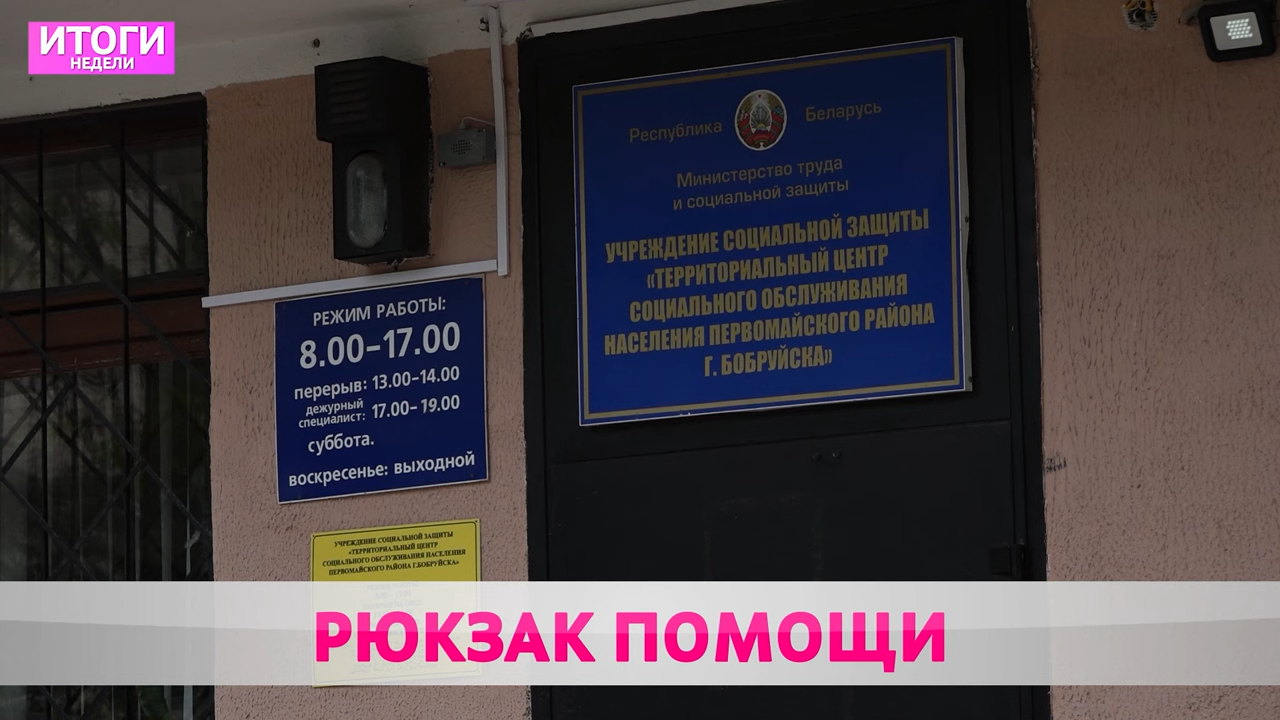 ИТОГИ
НЕДЕЛИ
Республика Беларусь
Министерство труда
и социальной защиты
УЧРЕЖДЕНИЕ СОЦИАЛЬНОЙ ЗАЩИТЫ
«ТЕРРИТОРИАЛЬНЫЙ ЦЕНТР
СОЦИАЛЬНОГО ОБСЛУЖИВАНИЯ
НАСЕЛЕНИЯ ПЕРВОМАЙСКОГО РАЙОНА
Г. БОБРУЙСКА»
РЕЖИМ РАБОТЫ:
8.00-17.00
перерыв: 13.00-14.00
дежурный
специалист: 17.00-19.00
суббота.
воскресенье: выходной
УЧРЕЖДЕНИЕ СОЦИАЛЬНОЙ ЗАЩИТЫ
«ТЕРРИТОРИАЛЬНЫЙ ЦЕНТР
СОЦИАЛЬНОГО ОБСЛУЖИВАНИЯ НАСЕЛЕНИЯ
ПЕРВОМАЙСКОГО РАЙОНА Г.БОБРУЙСКА»
РЮКЗАК ПОМОЩИ